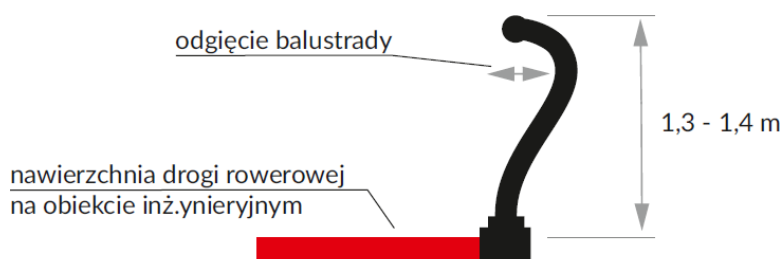 odgięcie balustrady
1,3 - 1,4 m
nawierzchnia drogi rowerowej
na obiekcie inż.ynieryjnym